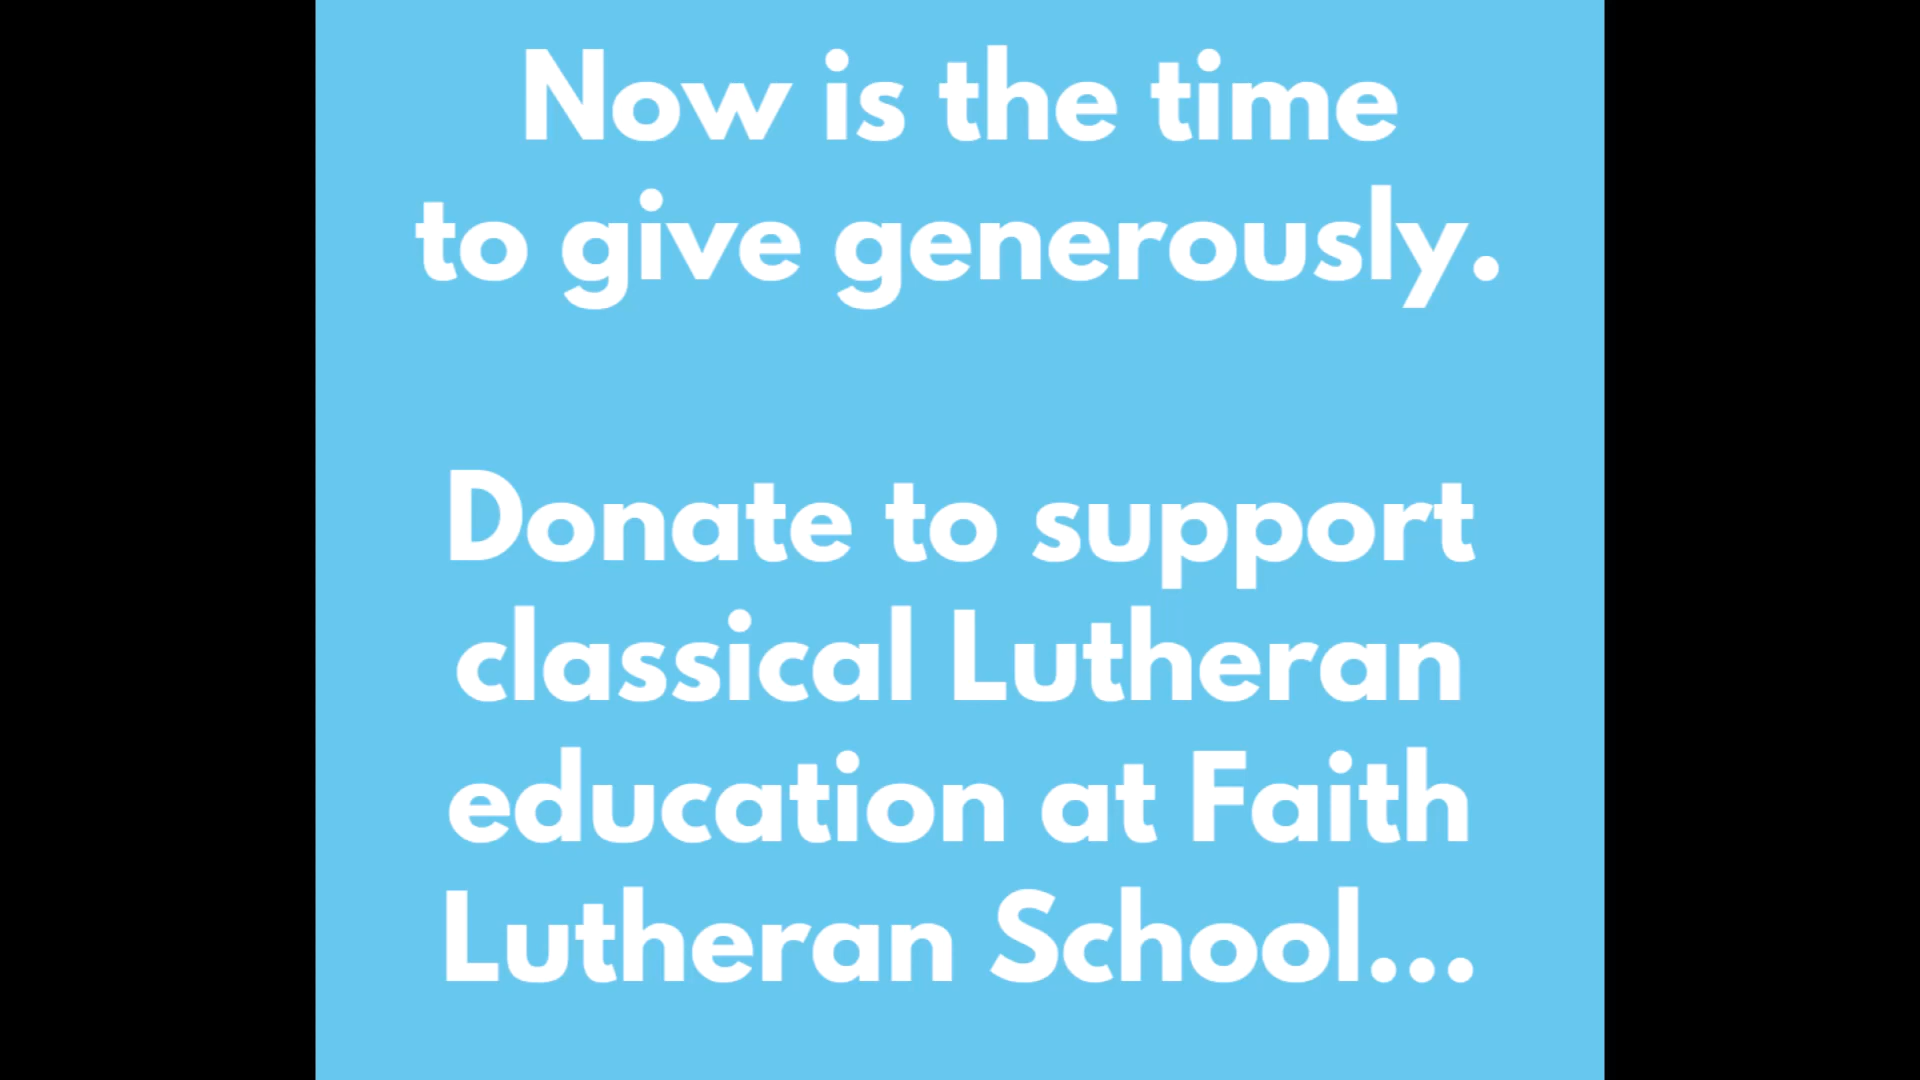 Now is the time
to give generously.
Donate to support
classical Lutheran
education at Faith
Lutheran School...